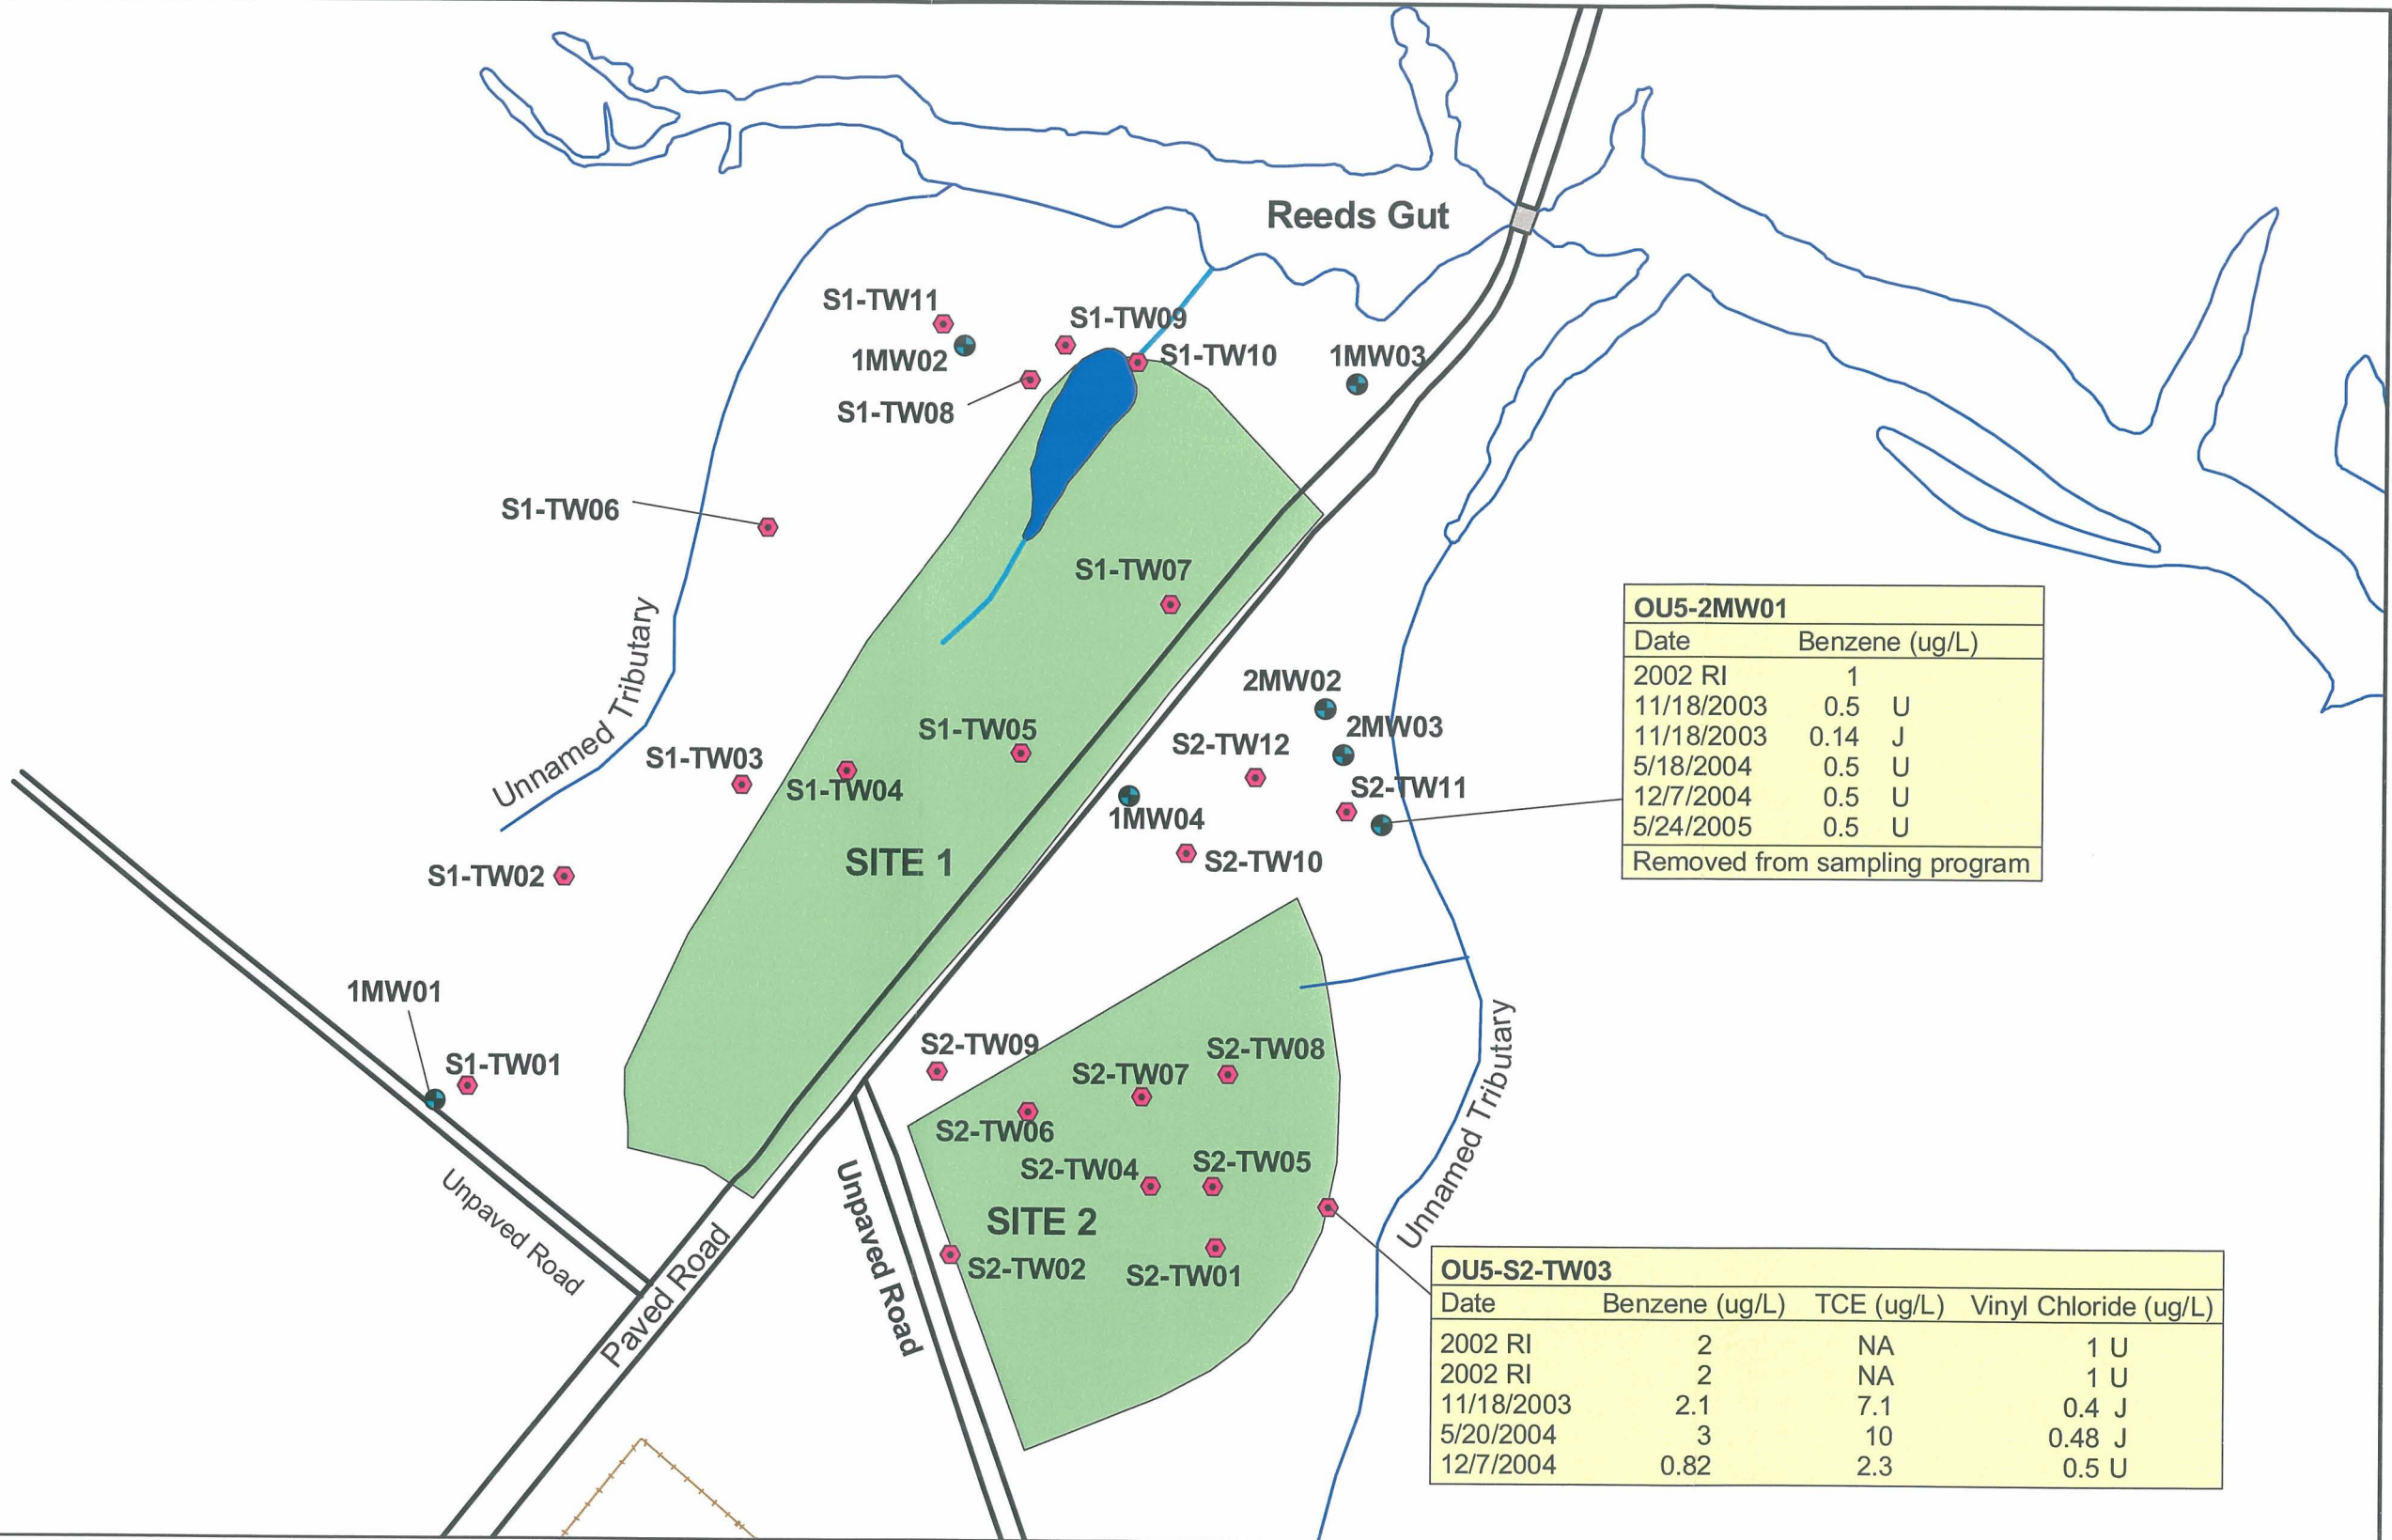 Reeds Gut
S1-TW11
1MW02
S1-TW09
S1-TW10
1MW03
S1-TW08
S1-TW06
S1-TW07
Unnamed Tributary
OU5-2MW01
Date Benzene (ug/L)
2002 RI 1
11/18/2003 0.5 U
11/18/2003 0.14 J
5/18/2004 0.5 U
12/7/2004 0.5 U
5/24/2005 0.5 U
Removed from sampling program
2MW02
2MW03
S2-TW12
S1-TW05
S1-TW03
S1-TW04
S2-TW11
1MW04
S2-TW10
SITE 1
S1-TW02
1MW01
S1-TW01
S2-TW09
S2-TW08
S2-TW07
S2-TW06
S2-TW04
S2-TW05
SITE 2
S2-TW02
S2-TW01
Unnamed Tributary
Unpaved Road
Paved Road
Unpaved Road
OU5-S2-TW03
Date Benzene (ug/L) TCE (ug/L) Vinyl Chloride (ug/L)
2002 RI 2 NA 1 U
2002 RI 2 NA 1 U
11/18/2003 2.1 7.1 0.4 J
5/20/2004 3 10 0.48 J
12/7/2004 0.82 2.3 0.5 U